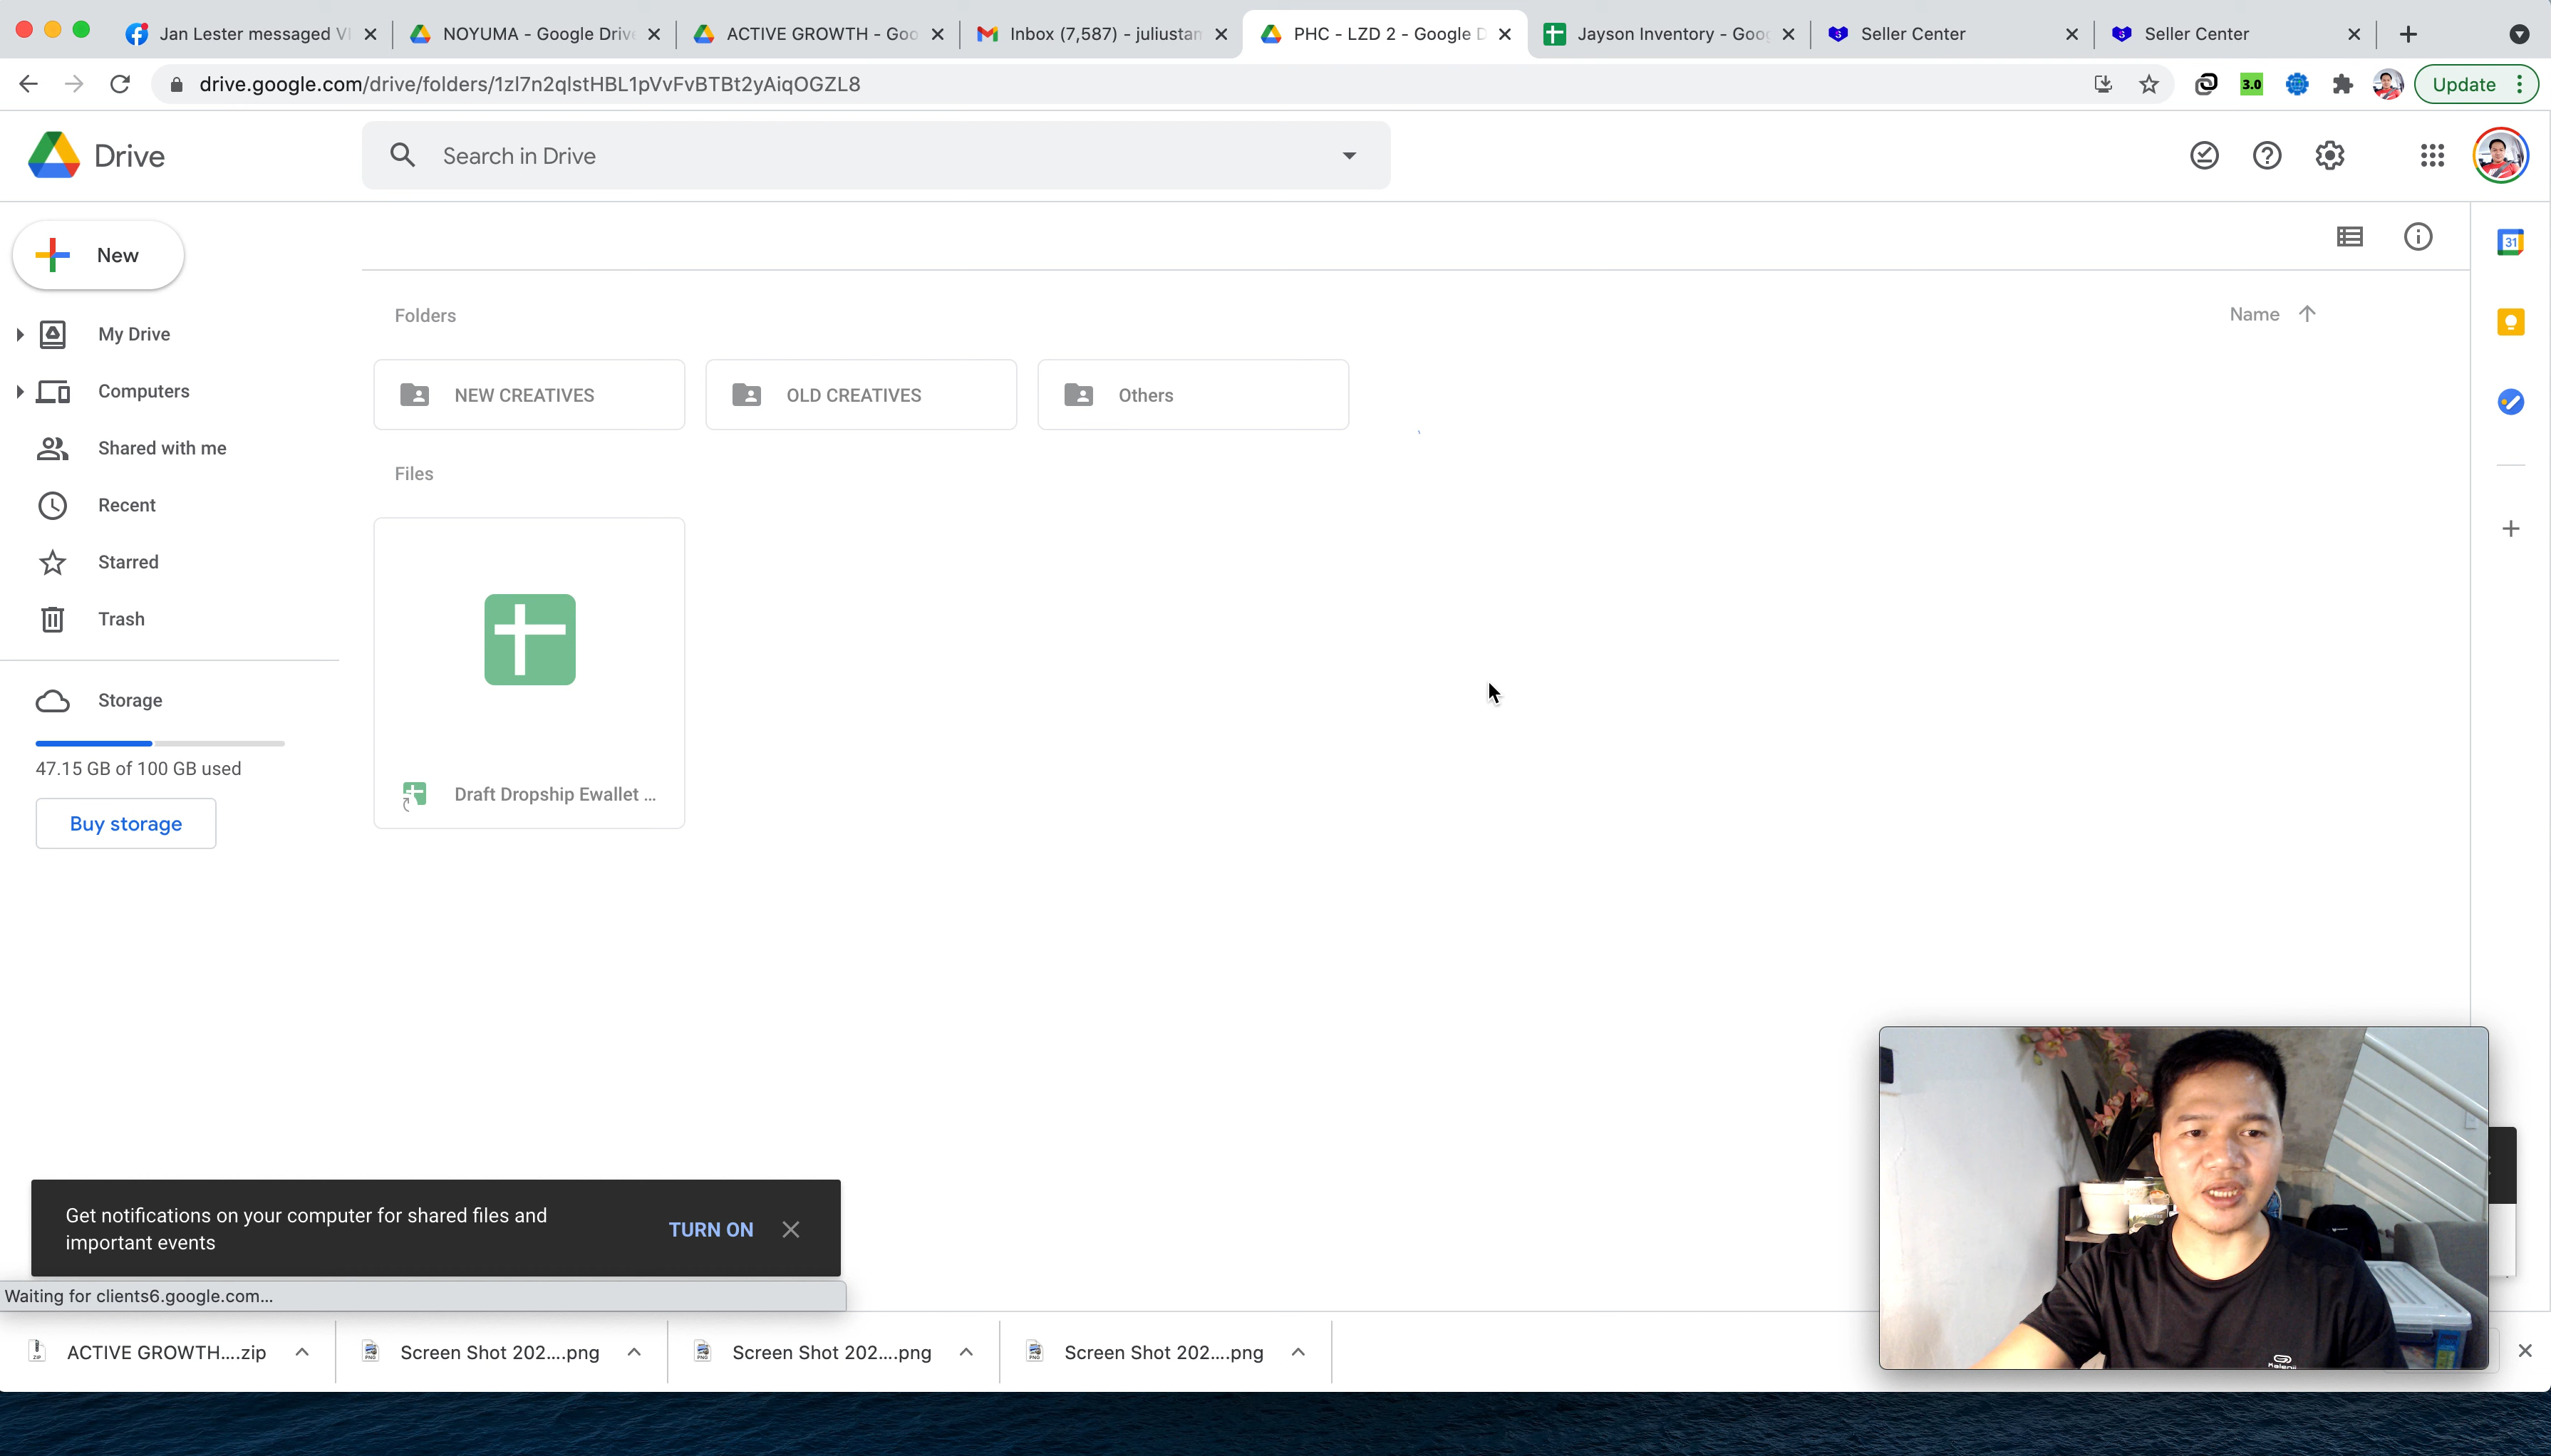 Jan Lester messaged
NOYUMA - Google Drive
ACTIVE GROWTH - Goo
Inbox (7,587) - juliustam
PHC - LZD 2 - Google D
Jayson Inventory - Goo
Seller Center
Seller Center
drive.google.com/drive/folders/1zl7n2qlstHBL1pVvFvBTBt2yAiqOGZL8
3.0
Update
Drive
Search in Drive
New
31
Folders
Name
My Drive
NEW CREATIVES
OLD CREATIVES
Others
Computers
Shared with me
Files
Recent
Starred
Trash
Storage
47.15 GB of 100 GB used
Draft Dropship Ewallet ...
Buy storage
Get notifications on your computer for shared files and
important events
TURN ON
Waiting for clients6.google.com...
ACTIVE GROWTH....zip
Screen Shot 202....png
Screen Shot 202....png
Screen Shot 202....png